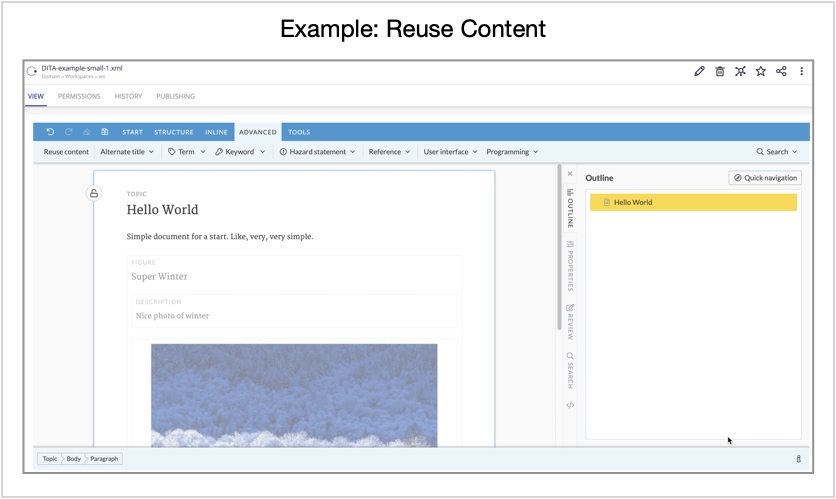 Example: Reuse Content
DITA-example-small-1.xml
Domain » Workspaces » ws
VIEW PERMISSIONS HISTORY PUBLISHING
START STRUCTURE INLINE ADVANCED TOOLS
Reuse content Alternate title Term Keyword Hazard statement Reference User interface Programming Search
TOPIC
Hello World
Simple document for a start. Like, very, very simple.
FIGURE
Super Winter
DESCRIPTION
Nice photo of winter
OUTLINE
PROPERTIES
REVIEW
SEARCH
Outline Quick navigation
Hello World
Topic Body Paragraph